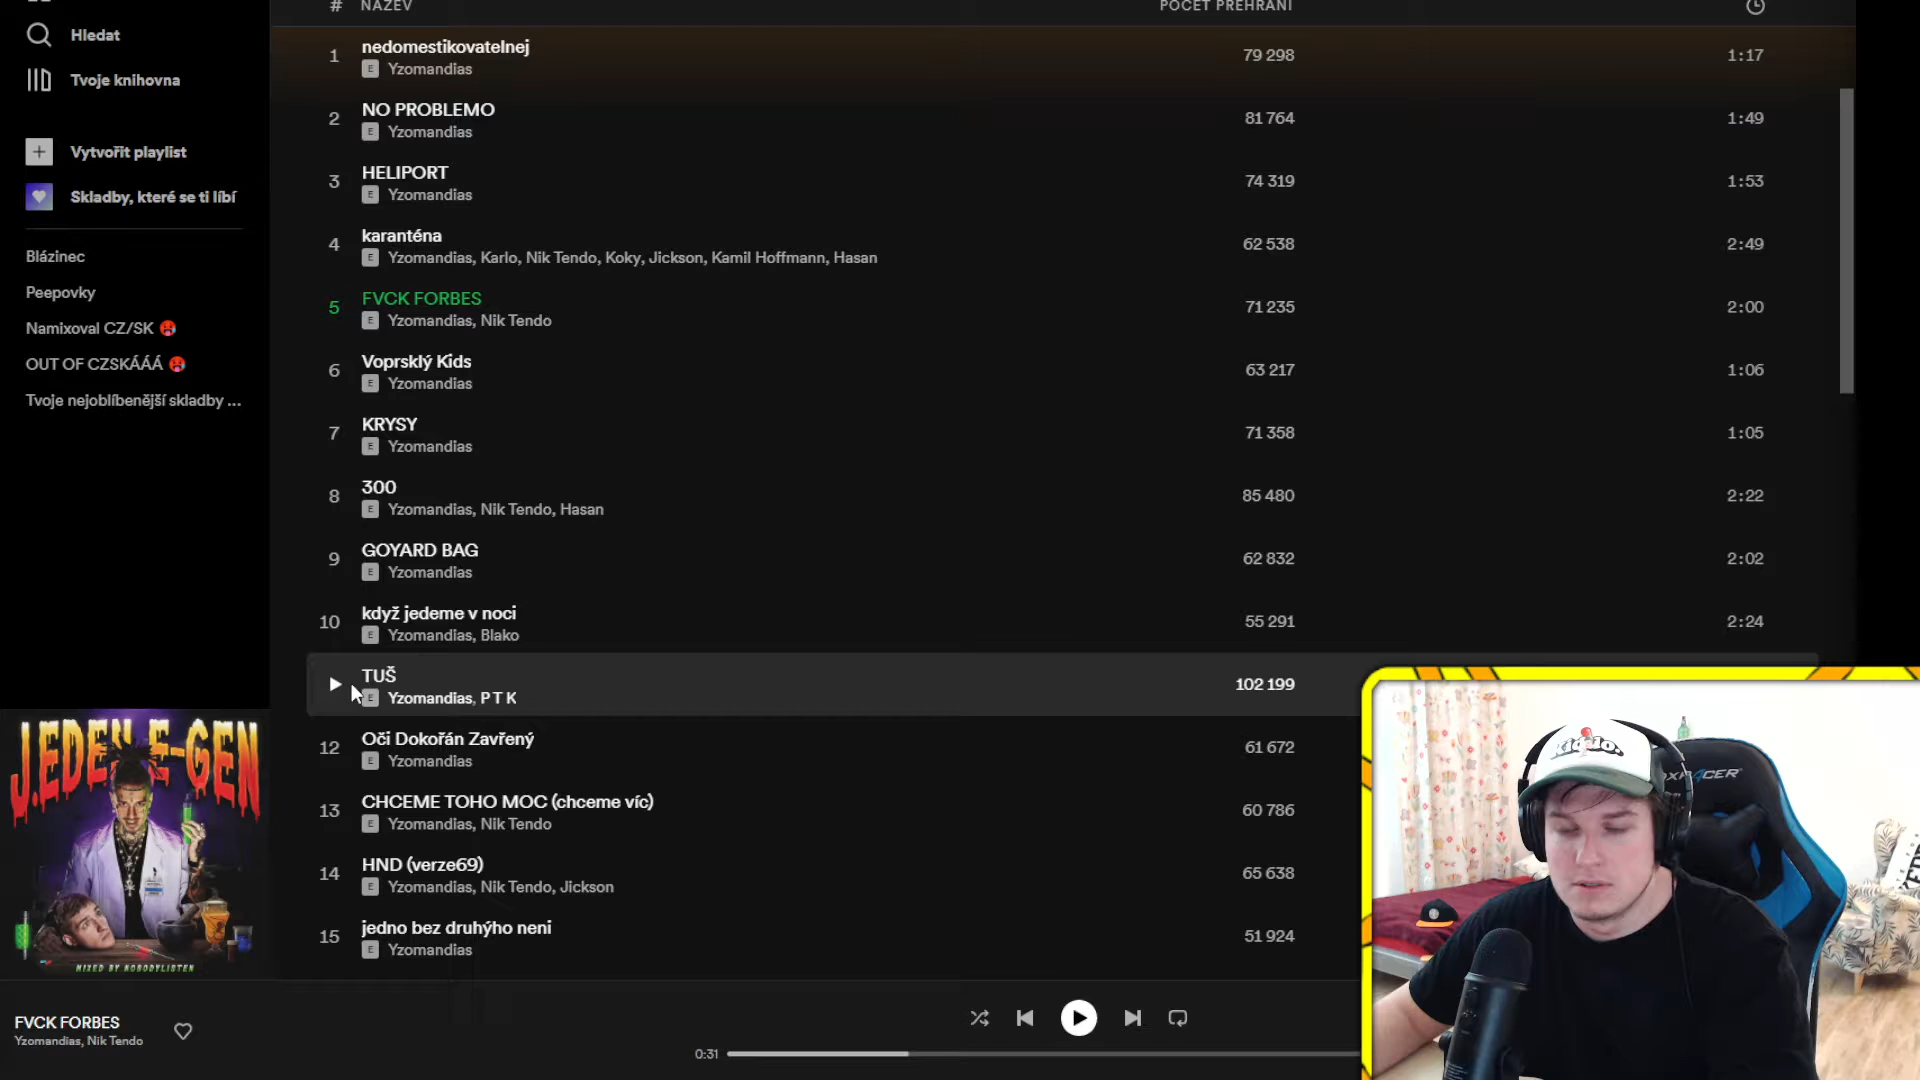 # NÁZEV POČET PŘEHRÁNÍ
Hledat
Tvoje knihovna
Vytvořit playlist
Skladby, které se ti líbí
Blázinec
Peepovky
Namixoval CZ/SK
OUT OF CZSKÁÁÁ
Tvoje nejoblíbenější skladby ...
1 nedomestikovatelnej 79 298 1:17
E Yzomandias
2 NO PROBLEMO 81 764 1:49
E Yzomandias
3 HELIPORT 74 319 1:53
E Yzomandias
4 karanténa 62 538 2:49
E Yzomandias, Karlo, Nik Tendo, Koky, Jickson, Kamil Hoffmann, Hasan
5 FVCK FORBES 71 235 2:00
E Yzomandias, Nik Tendo
6 Voprsklý Kids 63 217 1:06
E Yzomandias
7 KRYSY 71 358 1:05
E Yzomandias
8 300 85 480 2:22
E Yzomandias, Nik Tendo, Hasan
9 GOYARD BAG 62 832 2:02
E Yzomandias
10 když jedeme v noci 55 291 2:24
E Yzomandias, Blako
TUŠ 102 199
E Yzomandias, P T K
12 Oči Dokořán Zavřený 61 672
E Yzomandias
13 CHCEME TOHO MOC (chceme víc) 60 786
E Yzomandias, Nik Tendo
14 HND (verze69) 65 638
E Yzomandias, Nik Tendo, Jickson
15 jedno bez druhýho neni 51 924
E Yzomandias
J.EDEN E-GEN
MIXED BY NOBODYLISTEN
FVCK FORBES
Yzomandias, Nik Tendo
0:31